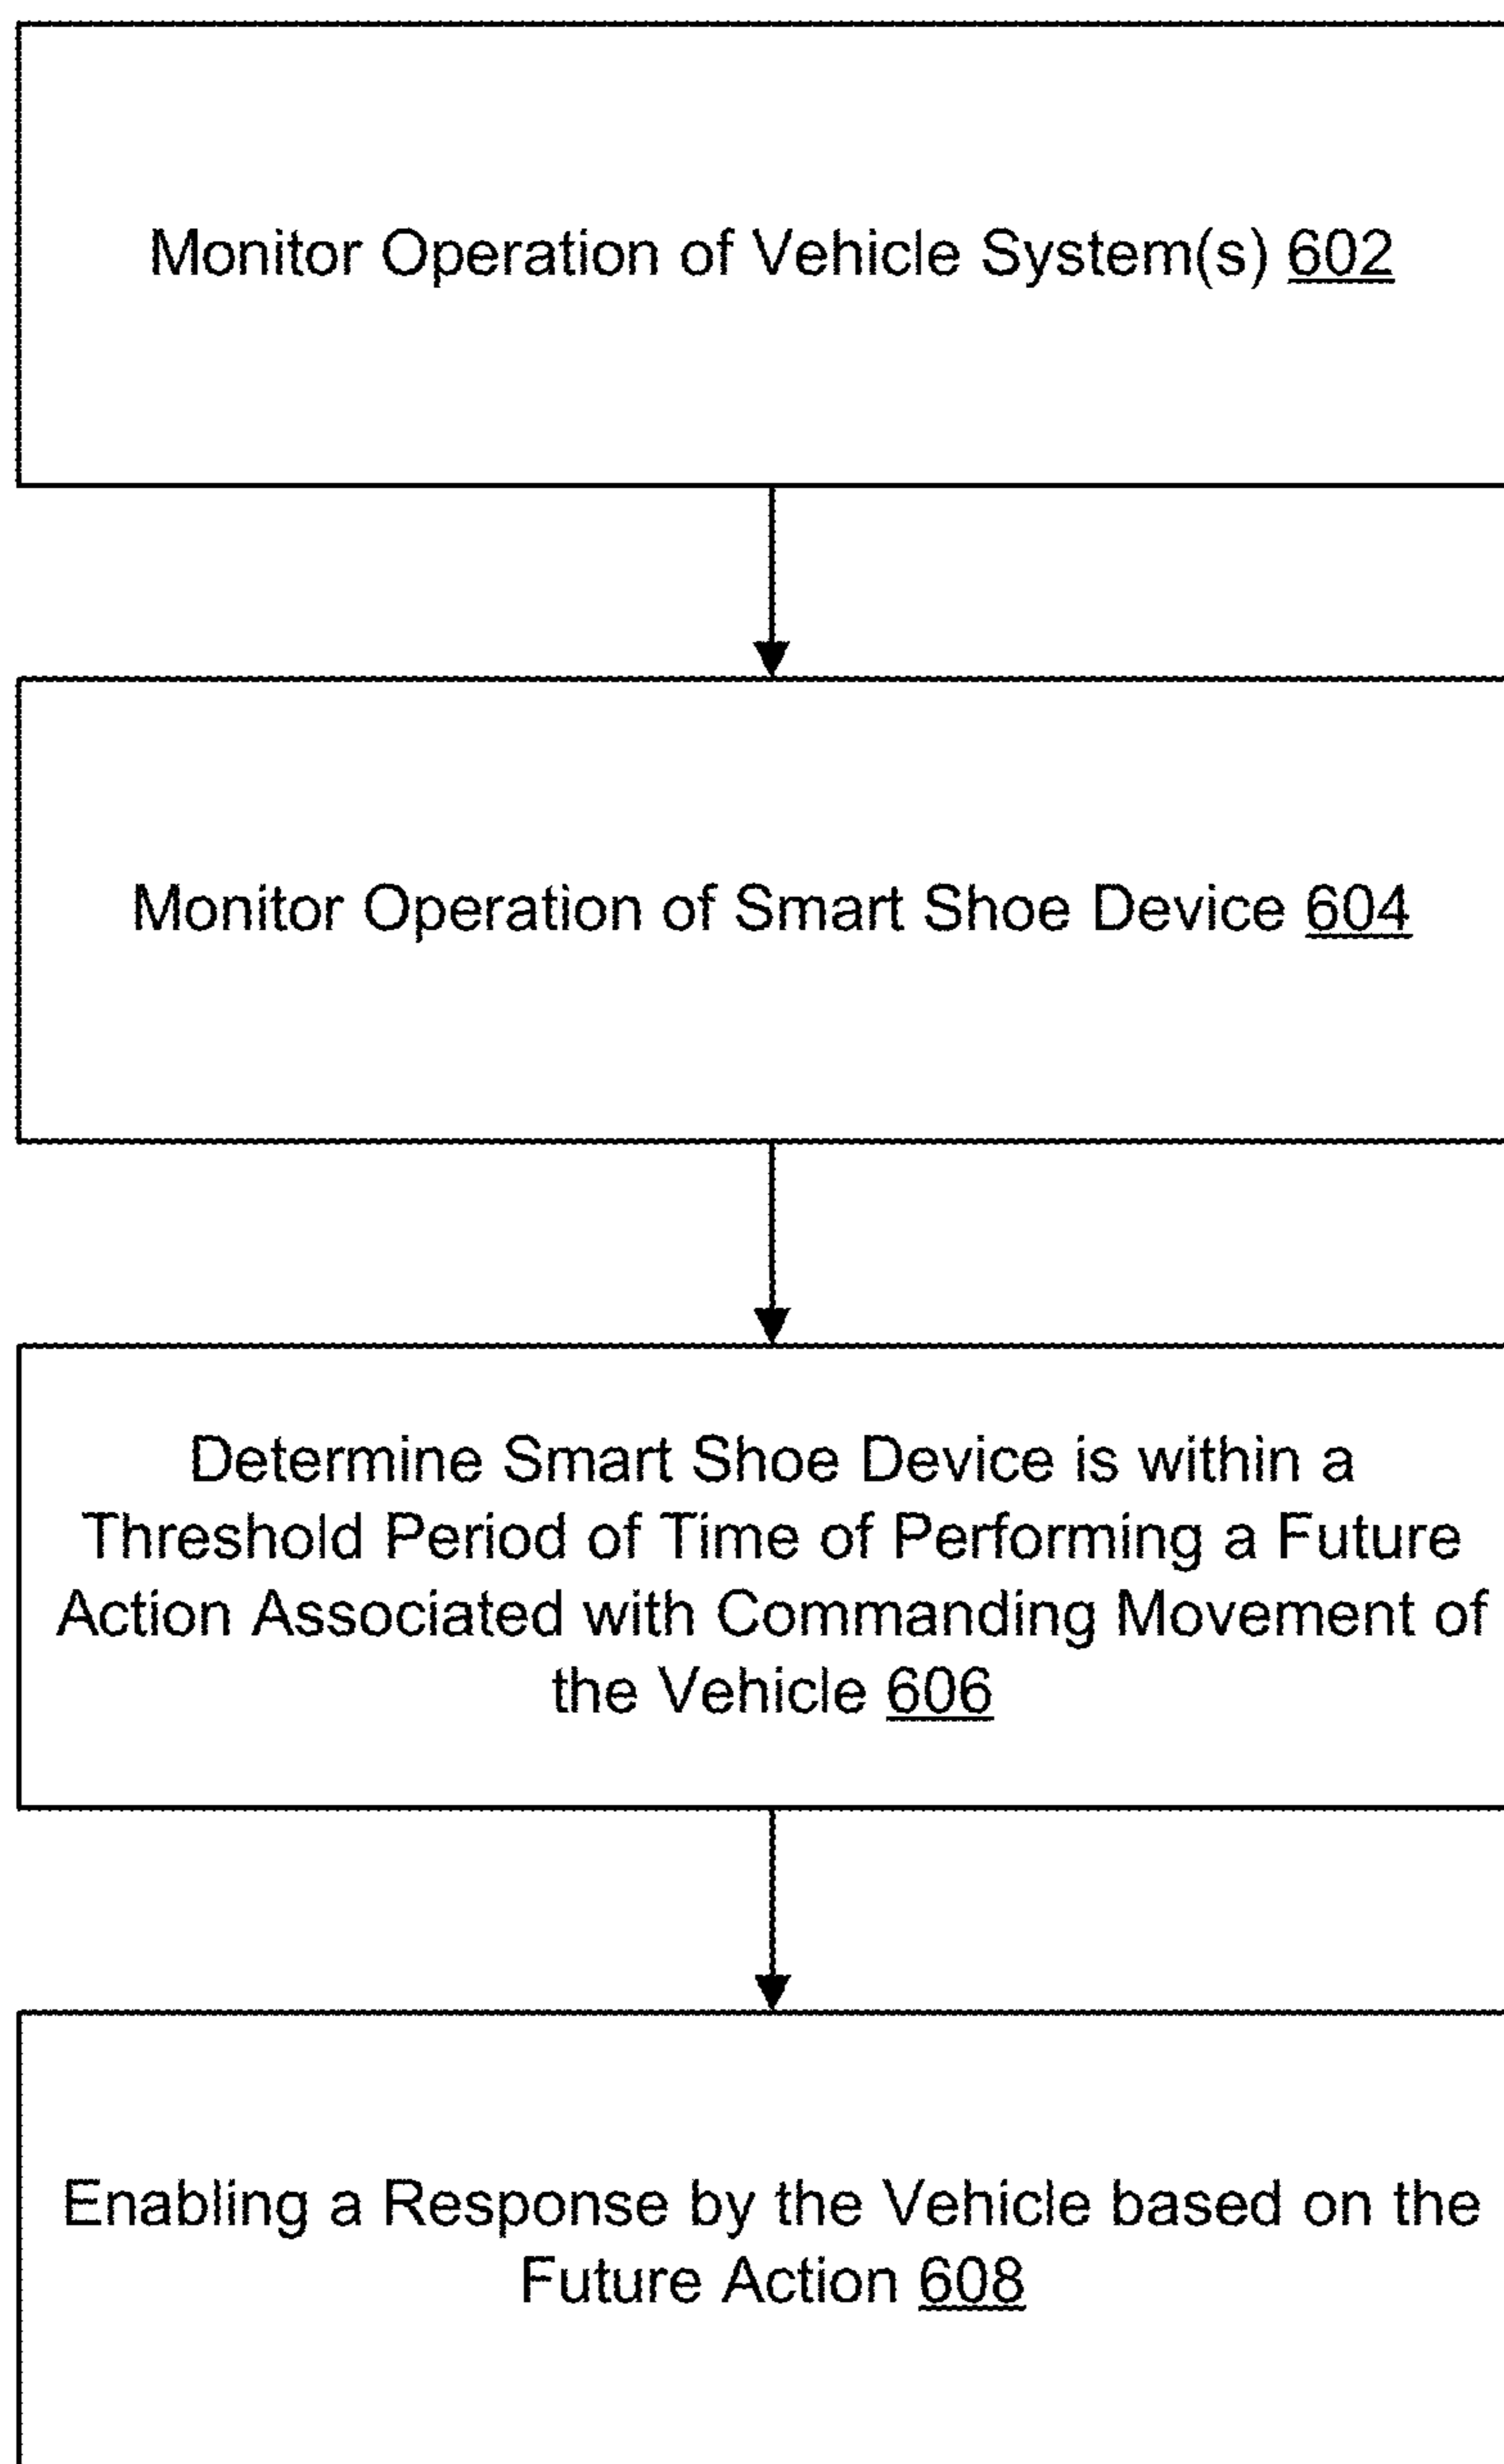 Monitor Operation of Vehicle System(s) 602
Monitor Operation of Smart Shoe Device 604
Determine Smart Shoe Device is within a
Threshold Period of Time of Performing a Future
Action Associated with Commanding Movement of
the Vehicle 606
Enabling a Response by the Vehicle based on the
Future Action 608